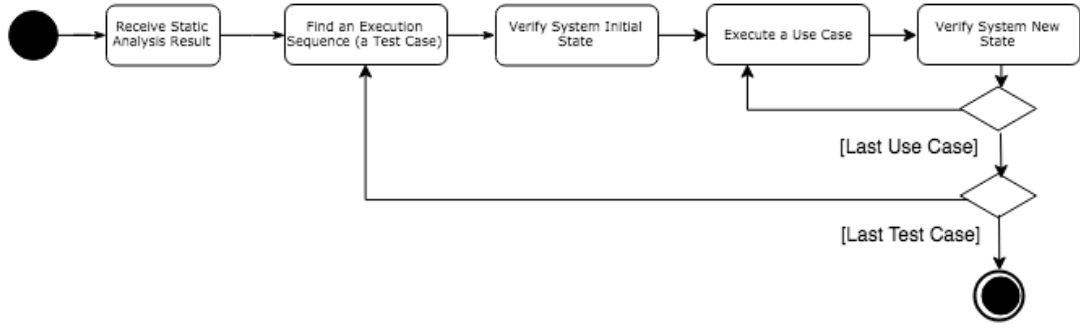 Receive Static
Analysis Result
Find an Execution
Sequence (a Test Case)
Verify System Initial
State
Execute a Use Case
Verify System New
State
[Last Use Case]
[Last Test Case]